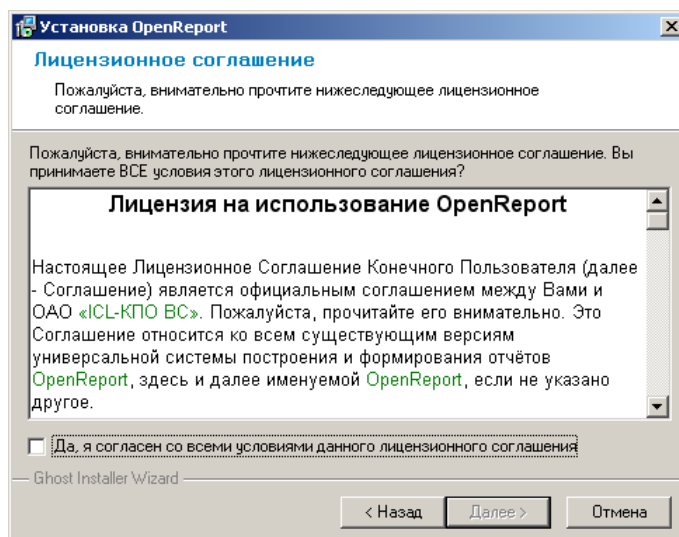 Установка OpenReport
Лицензионное соглашение
Пожалуйста, внимательно прочтите нижеследующее лицензионное
соглашение.
Пожалуйста, внимательно прочтите нижеследующее лицензионное соглашение. Вы
принимаете ВСЕ условия этого лицензионного соглашения?
Лицензия на использование OpenReport
Настоящее Лицензионное Соглашение Конечного Пользователя (далее
- Соглашение) является официальным соглашением между Вами и
ОАО «ICL-КПО ВС». Пожалуйста, прочитайте его внимательно. Это
Соглашение относится ко всем существующим версиям
универсальной системы построения и формирования отчётов
OpenReport, здесь и далее именуемой OpenReport, если не указано
другое.
Да, я согласен со всеми условиями данного лицензионного соглашения
Ghost Installer Wizard
< Назад Далее > Отмена